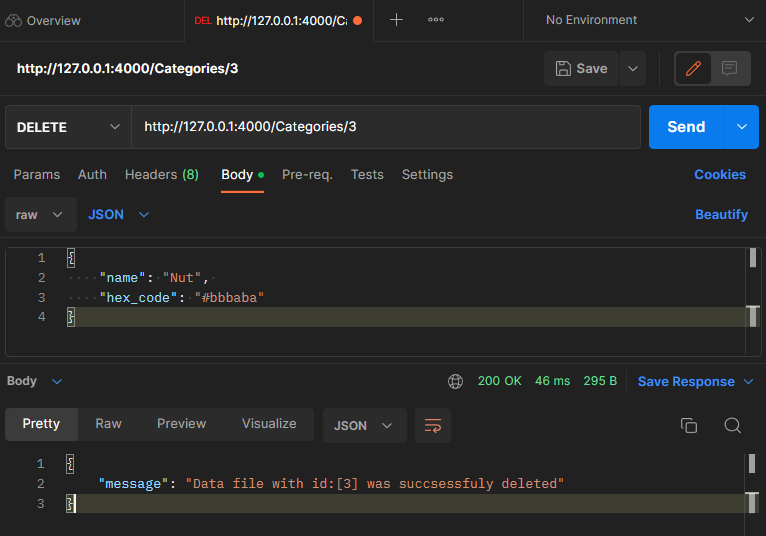 Overview
DEL http://127.0.0.1:4000/Ca
No Environment
http://127.0.0.1:4000/Categories/3
Save
DELETE
http://127.0.0.1:4000/Categories/3
Send
Params Auth Headers (8) Body Pre-req. Tests Settings Cookies
raw JSON Beautify
1 {
2 "name": "Nut",
3 "hex_code": "#bbbaba"
4 }
Body 200 OK 46 ms 295 B Save Response
Pretty Raw Preview Visualize JSON
1 {
2 "message": "Data file with id:[3] was succsessfuly deleted"
3 }